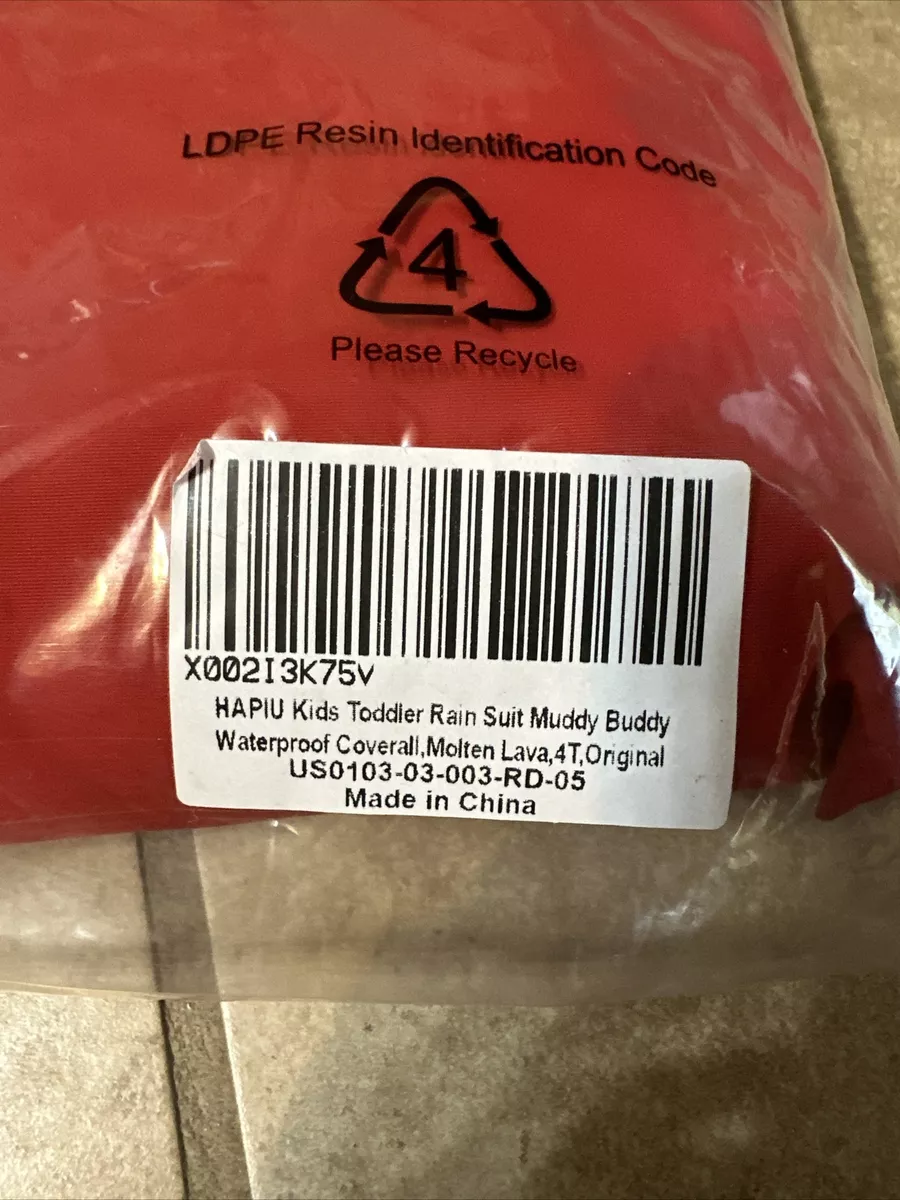 LDPE Resin Identification Code
4
Please Recycle
X002I3K75V
HAPIU Kids Toddler Rain Suit Muddy Buddy
Waterproof Coverall,Molten Lava,4T,Original
US0103-03-003-RD-05
Made in China